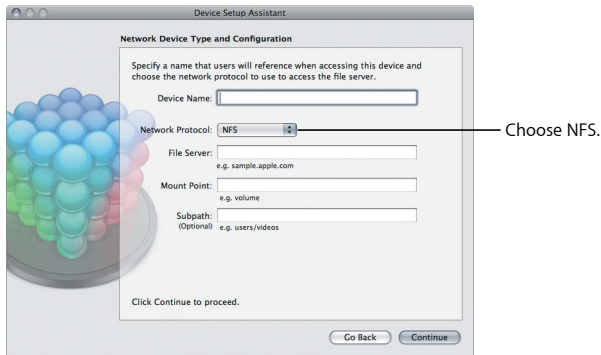 Device Setup Assistant
Network Device Type and Configuration
Specify a name that users will reference when accessing this device and
choose the network protocol to use to access the file server.
Device Name:
Network Protocol: NFS
Choose NFS.
File Server:
e.g. sample.apple.com
Mount Point:
e.g. volume
Subpath:
(Optional) e.g. users/videos
Click Continue to proceed.
Go Back Continue